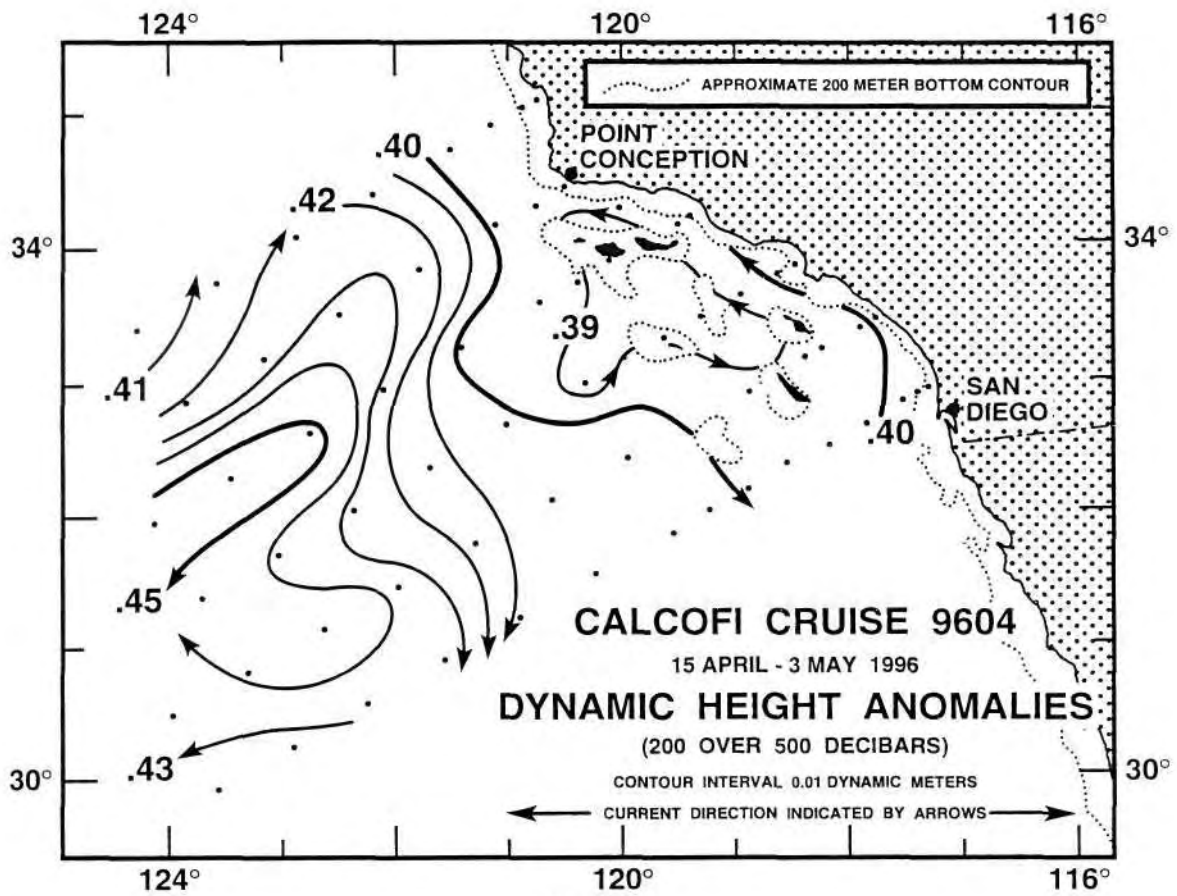 124° 120° 116°
APPROXIMATE 200 METER BOTTOM CONTOUR
POINT
CONCEPTION
.40
.42
34° 34°
.39
.41
SAN
DIEGO
.40
.45
CALCOFI CRUISE 9604
15 APRIL - 3 MAY 1996
DYNAMIC HEIGHT ANOMALIES
(200 OVER 500 DECIBARS)
.43
30° 30°
CONTOUR INTERVAL 0.01 DYNAMIC METERS
CURRENT DIRECTION INDICATED BY ARROWS
124° 120° 116°